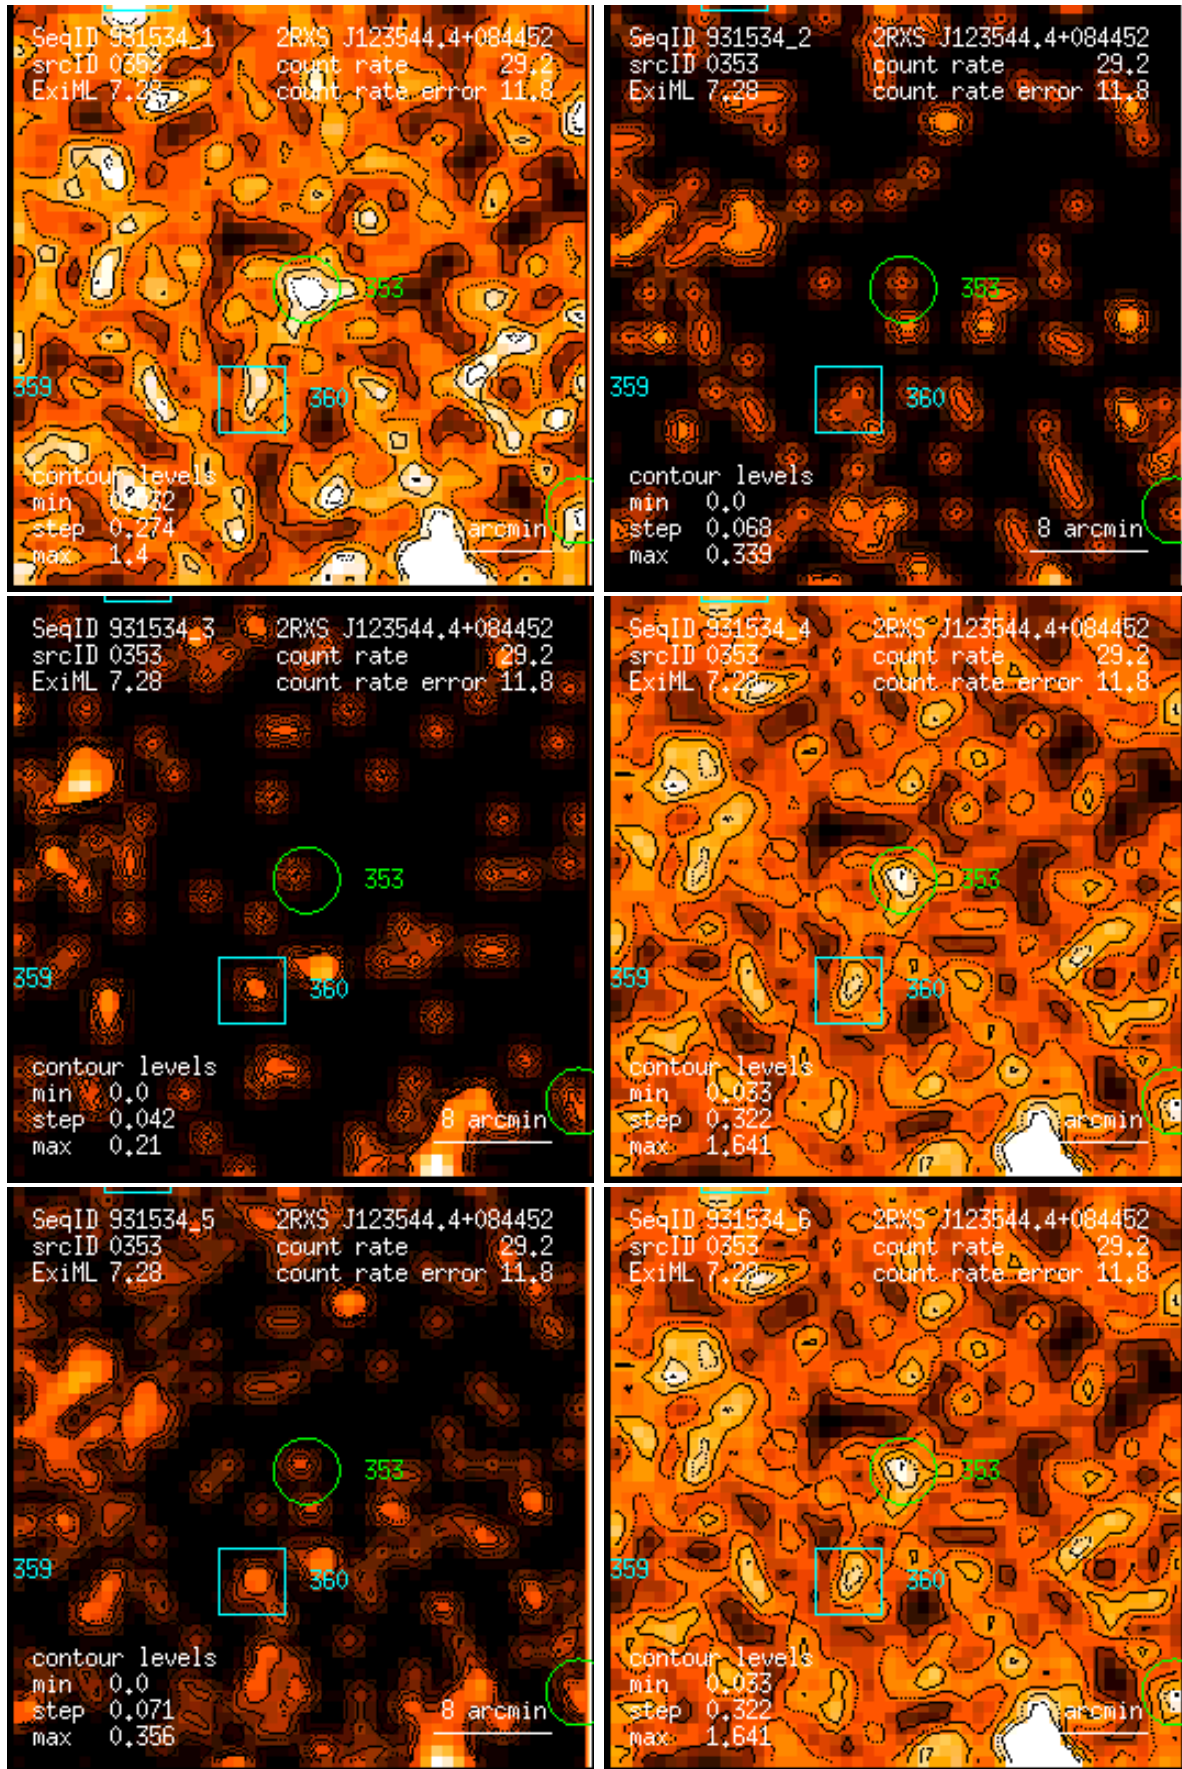 SeqID 931534_1 2RXS J123544.4+084452
srcID 0353 count rate 29.2
ExiML 7.28 count rate error 11.8
353
359 360
contour levels
min 0.032
step 0.274 arcmin
max 1.4
SeqID 931534_2 2RXS J123544.4+084452
srcID 0353 count rate 29.2
ExiML 7.28 count rate error 11.8
353
359 360
contour levels
min 0.0
step 0.068 8 arcmin
max 0.339
SeqID 931534_3 2RXS J123544.4+084452
srcID 0353 count rate 29.2
ExiML 7.28 count rate error 11.8
353
359 360
contour levels
min 0.0
step 0.042 8 arcmin
max 0.21
SeqID 931534_4 2RXS J123544.4+084452
srcID 0353 count rate 29.2
ExiML 7.28 count rate error 11.8
353
359 360
contour levels
min 0.033
step 0.322 arcmin
max 1.641
SeqID 931534_5 2RXS J123544.4+084452
srcID 0353 count rate 29.2
ExiML 7.28 count rate error 11.8
353
359 360
contour levels
min 0.0
step 0.071 8 arcmin
max 0.356
SeqID 931534_6 2RXS J123544.4+084452
srcID 0353 count rate 29.2
ExiML 7.28 count rate error 11.8
353
359 360
contour levels
min 0.033
step 0.322 arcmin
max 1.641